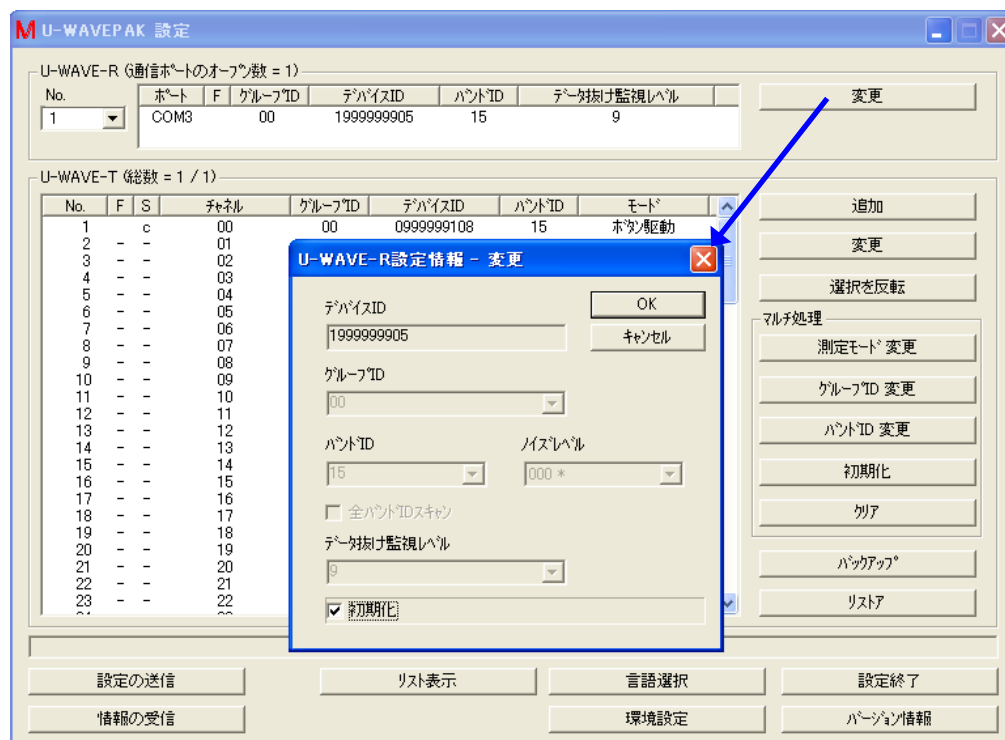 U-WAVEPAK 設定
U-WAVE-R (通信ポートのオープン数 = 1)
No. ポート F グループID デバイスID バンドID データ抜け監視レベル 変更
1 COM3 00 1999999905 15 9
U-WAVE-T (総数 = 1 / 1)
No. F S チャネル グループID デバイスID バンドID モード 追加
1 c 00 00 0999999108 15 ボタン駆動
2 - - 01 変更
3 - - 02
4 - - 03
5 - - 04 選択を反転
6 - - 05
7 - - 06 マルチ処理
8 - - 07 測定モード 変更
9 - - 08
10 - - 09 グループID 変更
11 - - 10
12 - - 11
13 - - 12 バンドID 変更
14 - - 13
15 - - 14
16 - - 15 初期化
17 - - 16
18 - - 17 クリア
19 - - 18
20 - - 19
21 - - 20 バックアップ
22 - - 21
23 - - 22 リストア
U-WAVE-R設定情報 - 変更
デバイスID OK
1999999905 キャンセル
グループID
00
バンドID ノイズレベル
15 000 *
全バンドIDスキャン
データ抜け監視レベル
9
初期化
設定の送信 リスト表示 言語選択 設定終了
情報の受信 環境設定 バージョン情報